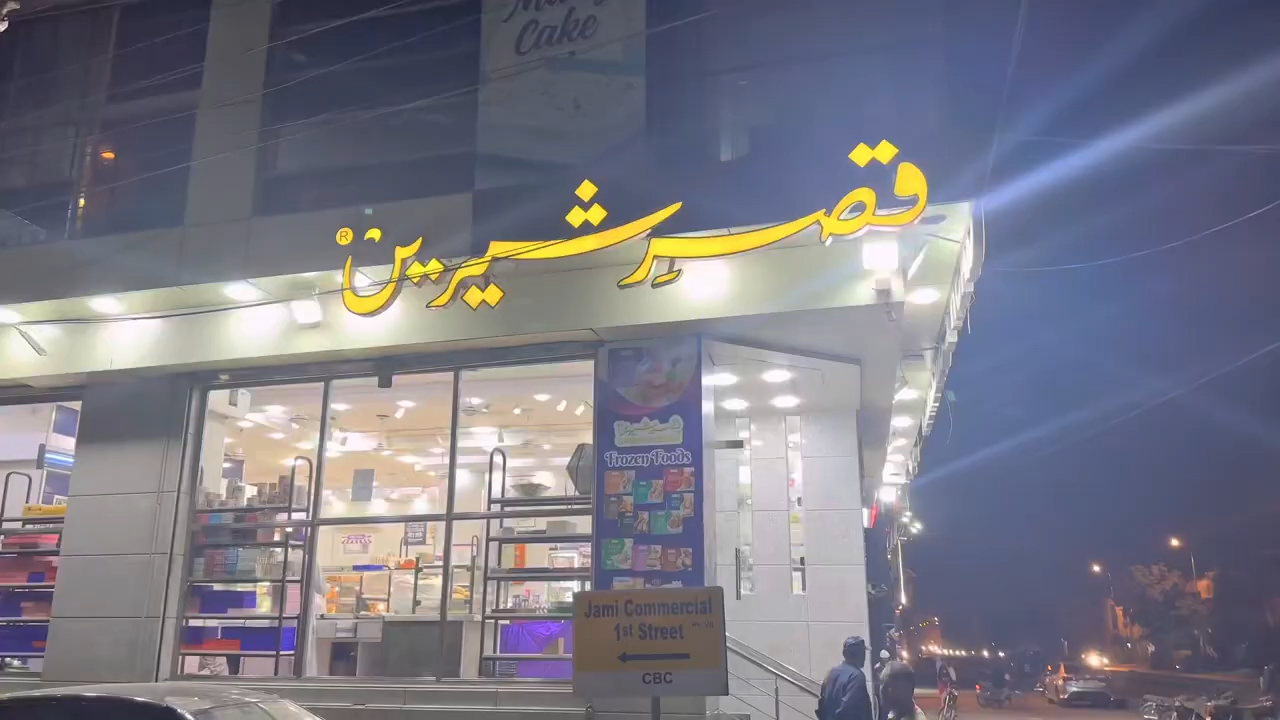 Cake
قصرِ شیریں
®
Frozen Foods
Jami Commercial
1st Street
CBC